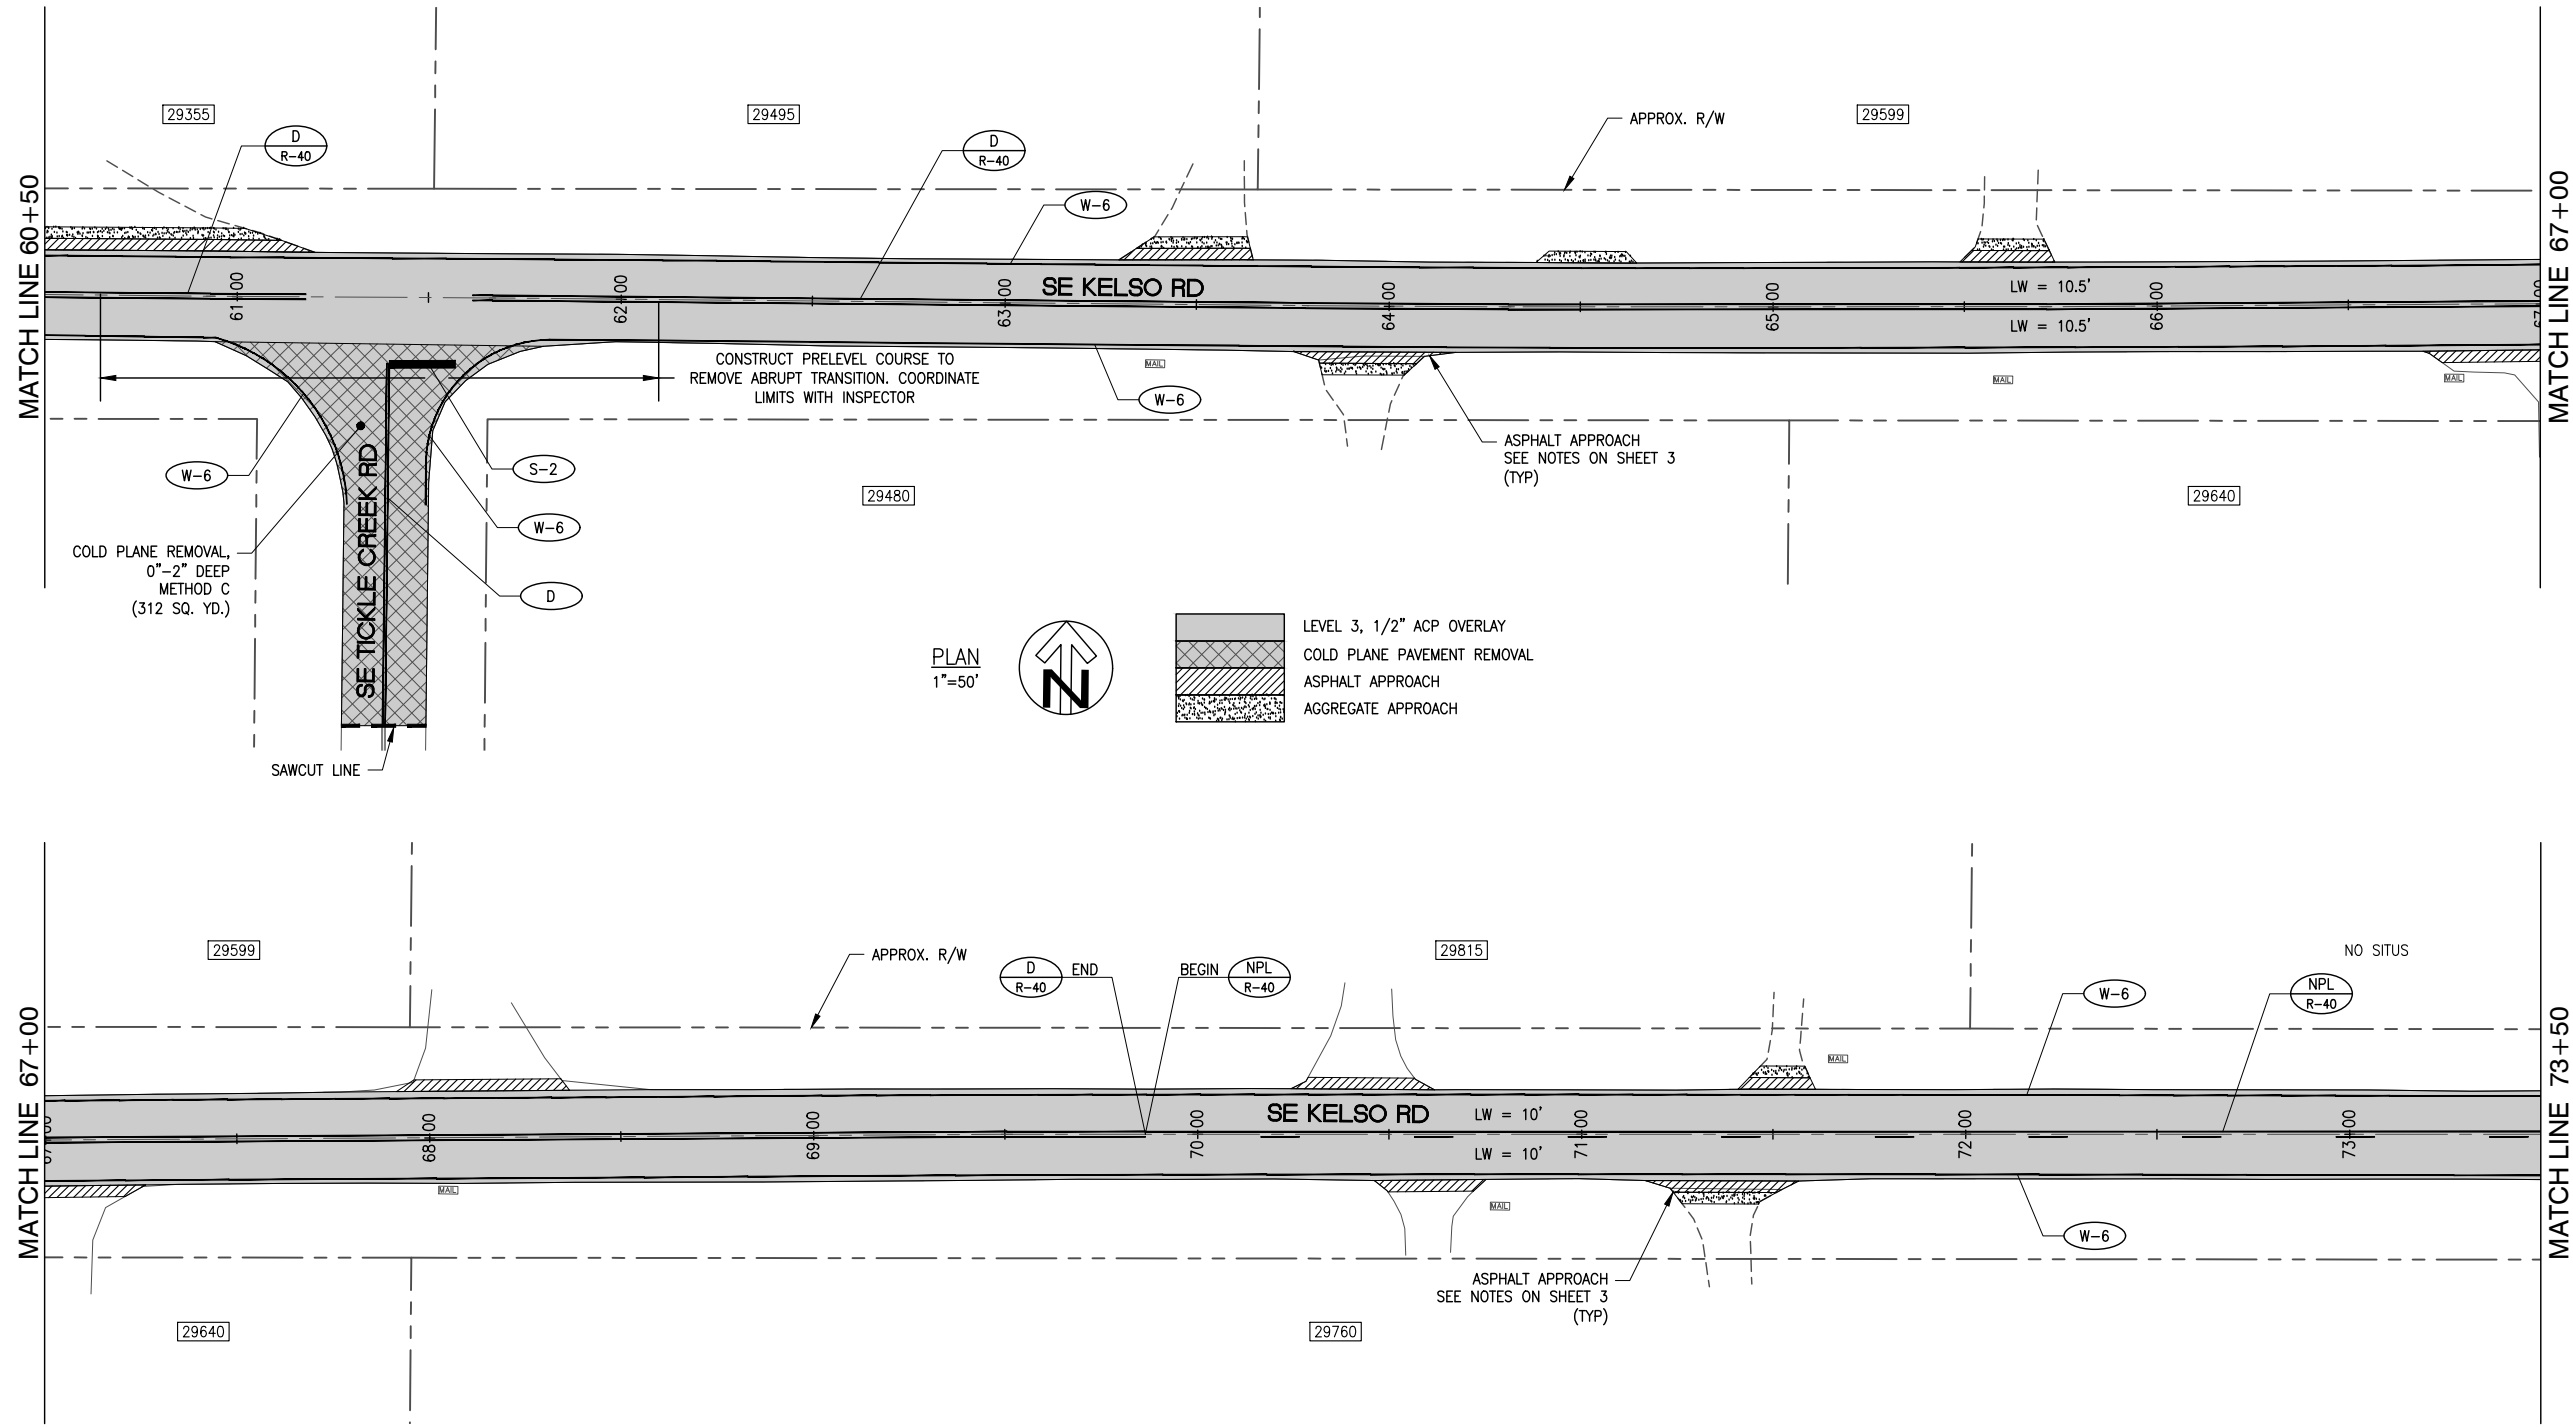 29355
29495
29599
D
R-40
D
R-40
APPROX. R/W
W-6
MATCH LINE 60+50
MATCH LINE 67+00
SE KELSO RD
LW = 10.5'
LW = 10.5'
61+00
62+00
63+00
64+00
65+00
66+00
CONSTRUCT PRELEVEL COURSE TO
REMOVE ABRUPT TRANSITION. COORDINATE
LIMITS WITH INSPECTOR
MAIL
MAIL
MAIL
W-6
ASPHALT APPROACH
SEE NOTES ON SHEET 3
(TYP)
W-6
S-2
29480
29640
W-6
D
SE TICKLE CREEK RD
COLD PLANE REMOVAL,
0"-2" DEEP
METHOD C
(312 SQ. YD.)
SAWCUT LINE
PLAN
1"=50'
N
LEVEL 3, 1/2" ACP OVERLAY
COLD PLANE PAVEMENT REMOVAL
ASPHALT APPROACH
AGGREGATE APPROACH
29599
APPROX. R/W
D
R-40
END
BEGIN
NPL
R-40
29815
NO SITUS
W-6
NPL
R-40
MATCH LINE 67+00
MATCH LINE 73+50
MAIL
SE KELSO RD
LW = 10'
LW = 10'
68+00
69+00
70+00
71+00
72+00
73+00
MAIL
MAIL
W-6
ASPHALT APPROACH
SEE NOTES ON SHEET 3
(TYP)
29640
29760